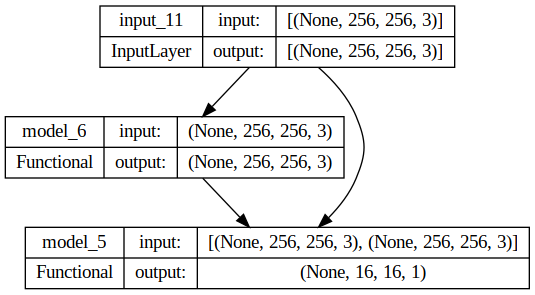 input_11 input: [(None, 256, 256, 3)]
InputLayer output: [(None, 256, 256, 3)]
model_6 input: (None, 256, 256, 3)
Functional output: (None, 256, 256, 3)
model_5 input: [(None, 256, 256, 3), (None, 256, 256, 3)]
Functional output: (None, 16, 16, 1)